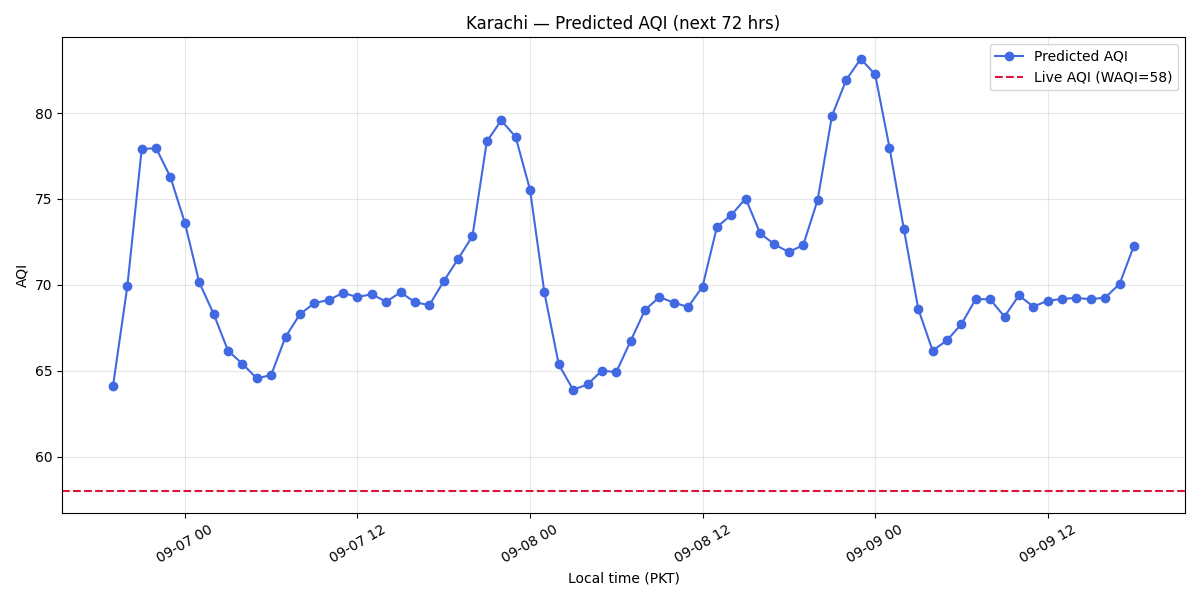 Karachi — Predicted AQI (next 72 hrs)
Predicted AQI
Live AQI (WAQI=58)
AQI
80
75
70
65
60
09-07 00
09-07 12
09-08 00
09-08 12
09-09 00
09-09 12
Local time (PKT)